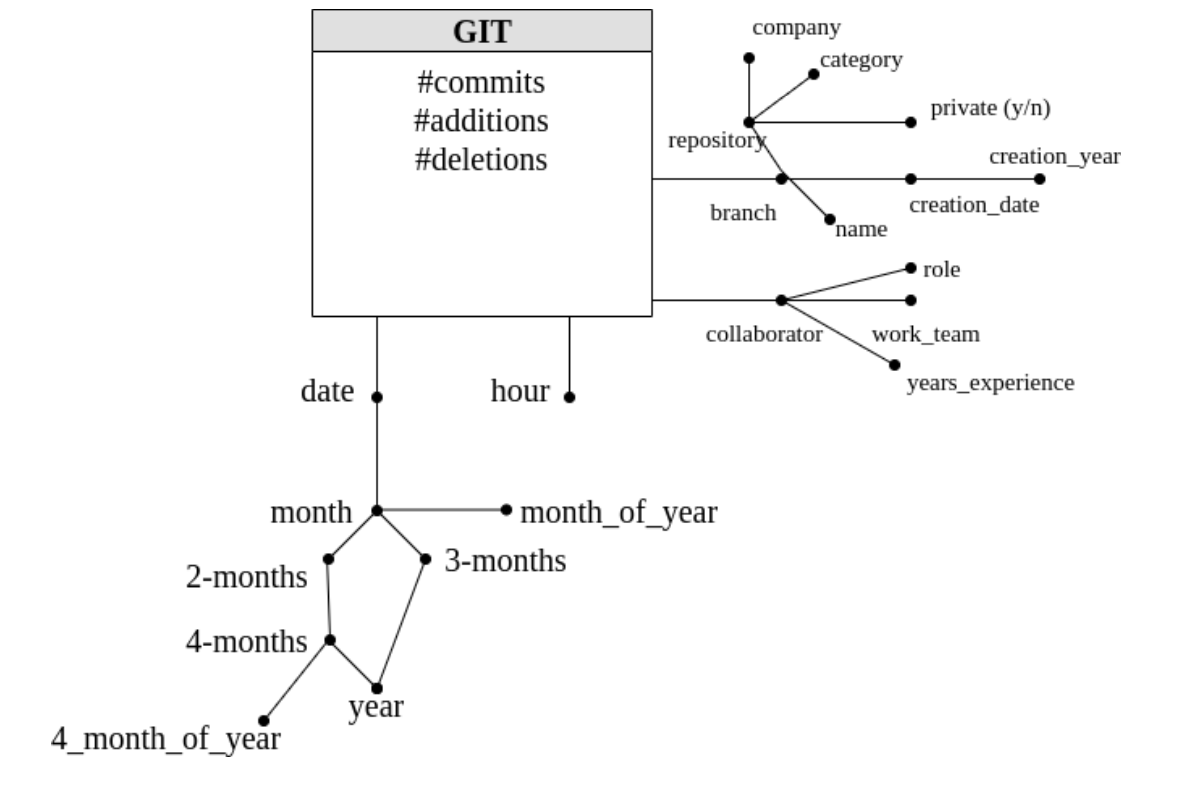 GIT
#commits
#additions
#deletions
company
category
private (y/n)
repository
creation_year
branch
creation_date
name
role
collaborator
work_team
years_experience
date
hour
month
month_of_year
2-months
3-months
4-months
year
4_month_of_year